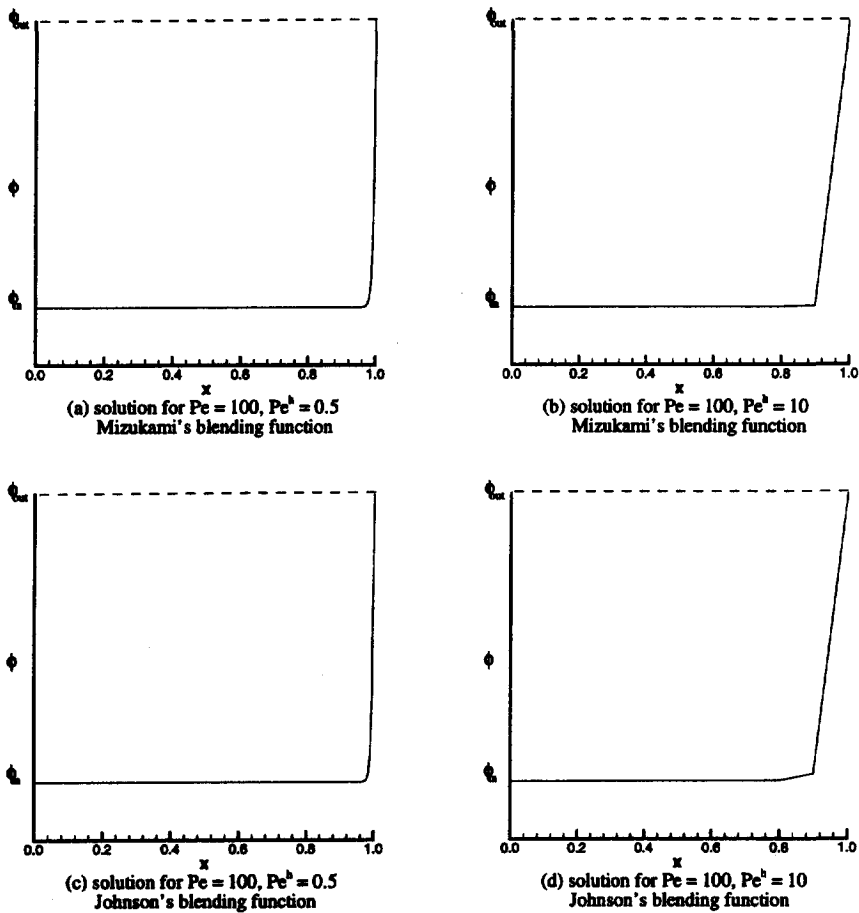 ϕout ϕout
ϕ ϕ
ϕin ϕin
0.0 0.2 0.4 0.6 0.8 1.0 0.0 0.2 0.4 0.6 0.8 1.0
x x
(a) solution for Pe = 100, Peʰ = 0.5
Mizukami's blending function
(b) solution for Pe = 100, Peʰ = 10
Mizukami's blending function
ϕout ϕout
ϕ ϕ
ϕin ϕin
0.0 0.2 0.4 0.6 0.8 1.0 0.0 0.2 0.4 0.6 0.8 1.0
x x
(c) solution for Pe = 100, Peʰ = 0.5
Johnson's blending function
(d) solution for Pe = 100, Peʰ = 10
Johnson's blending function